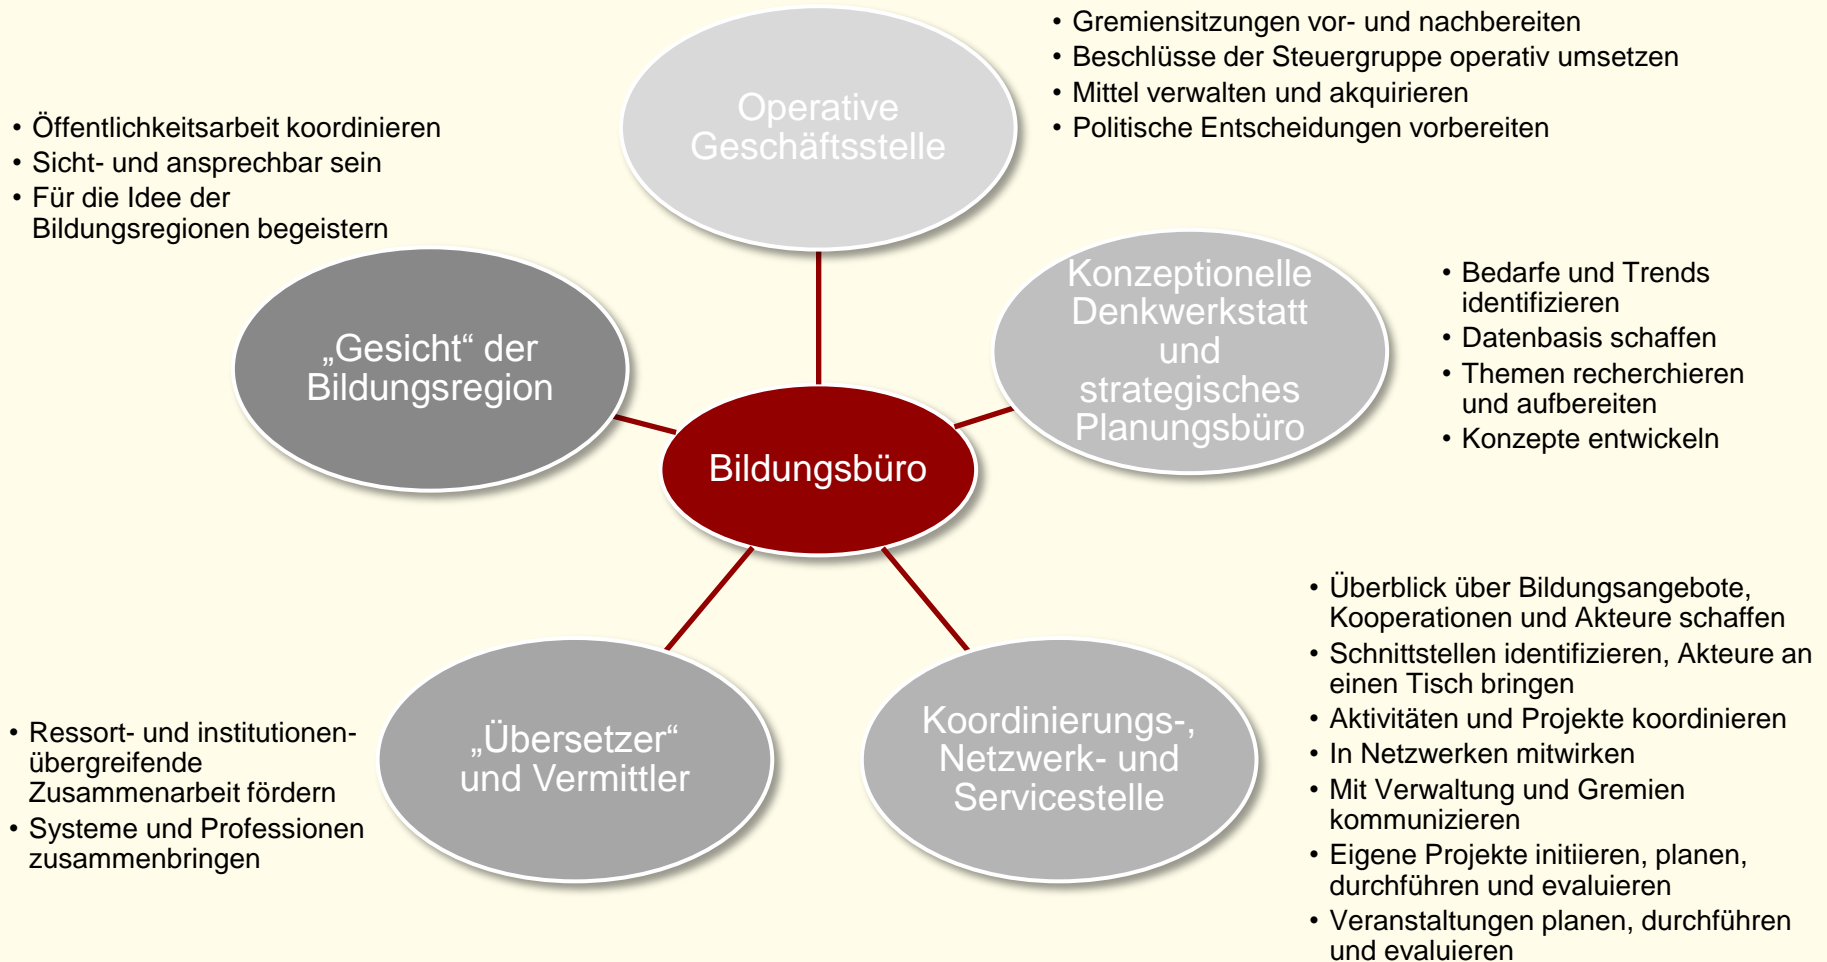 Operative
Geschäftsstelle
• Gremiensitzungen vor- und nachbereiten
• Beschlüsse der Steuergruppe operativ umsetzen
• Mittel verwalten und akquirieren
• Politische Entscheidungen vorbereiten
• Öffentlichkeitsarbeit koordinieren
• Sicht- und ansprechbar sein
• Für die Idee der
Bildungsregionen begeistern
„Gesicht“ der
Bildungsregion
Konzeptionelle
Denkwerkstatt
und
strategisches
Planungsbüro
• Bedarfe und Trends
identifizieren
• Datenbasis schaffen
• Themen recherchieren
und aufbereiten
• Konzepte entwickeln
Bildungsbüro
• Ressort- und institutionen-
übergreifende
Zusammenarbeit fördern
• Systeme und Professionen
zusammenbringen
„Übersetzer“
und Vermittler
Koordinierungs-,
Netzwerk- und
Servicestelle
• Überblick über Bildungsangebote,
Kooperationen und Akteure schaffen
• Schnittstellen identifizieren, Akteure an
einen Tisch bringen
• Aktivitäten und Projekte koordinieren
• In Netzwerken mitwirken
• Mit Verwaltung und Gremien
kommunizieren
• Eigene Projekte initiieren, planen,
durchführen und evaluieren
• Veranstaltungen planen, durchführen
und evaluieren